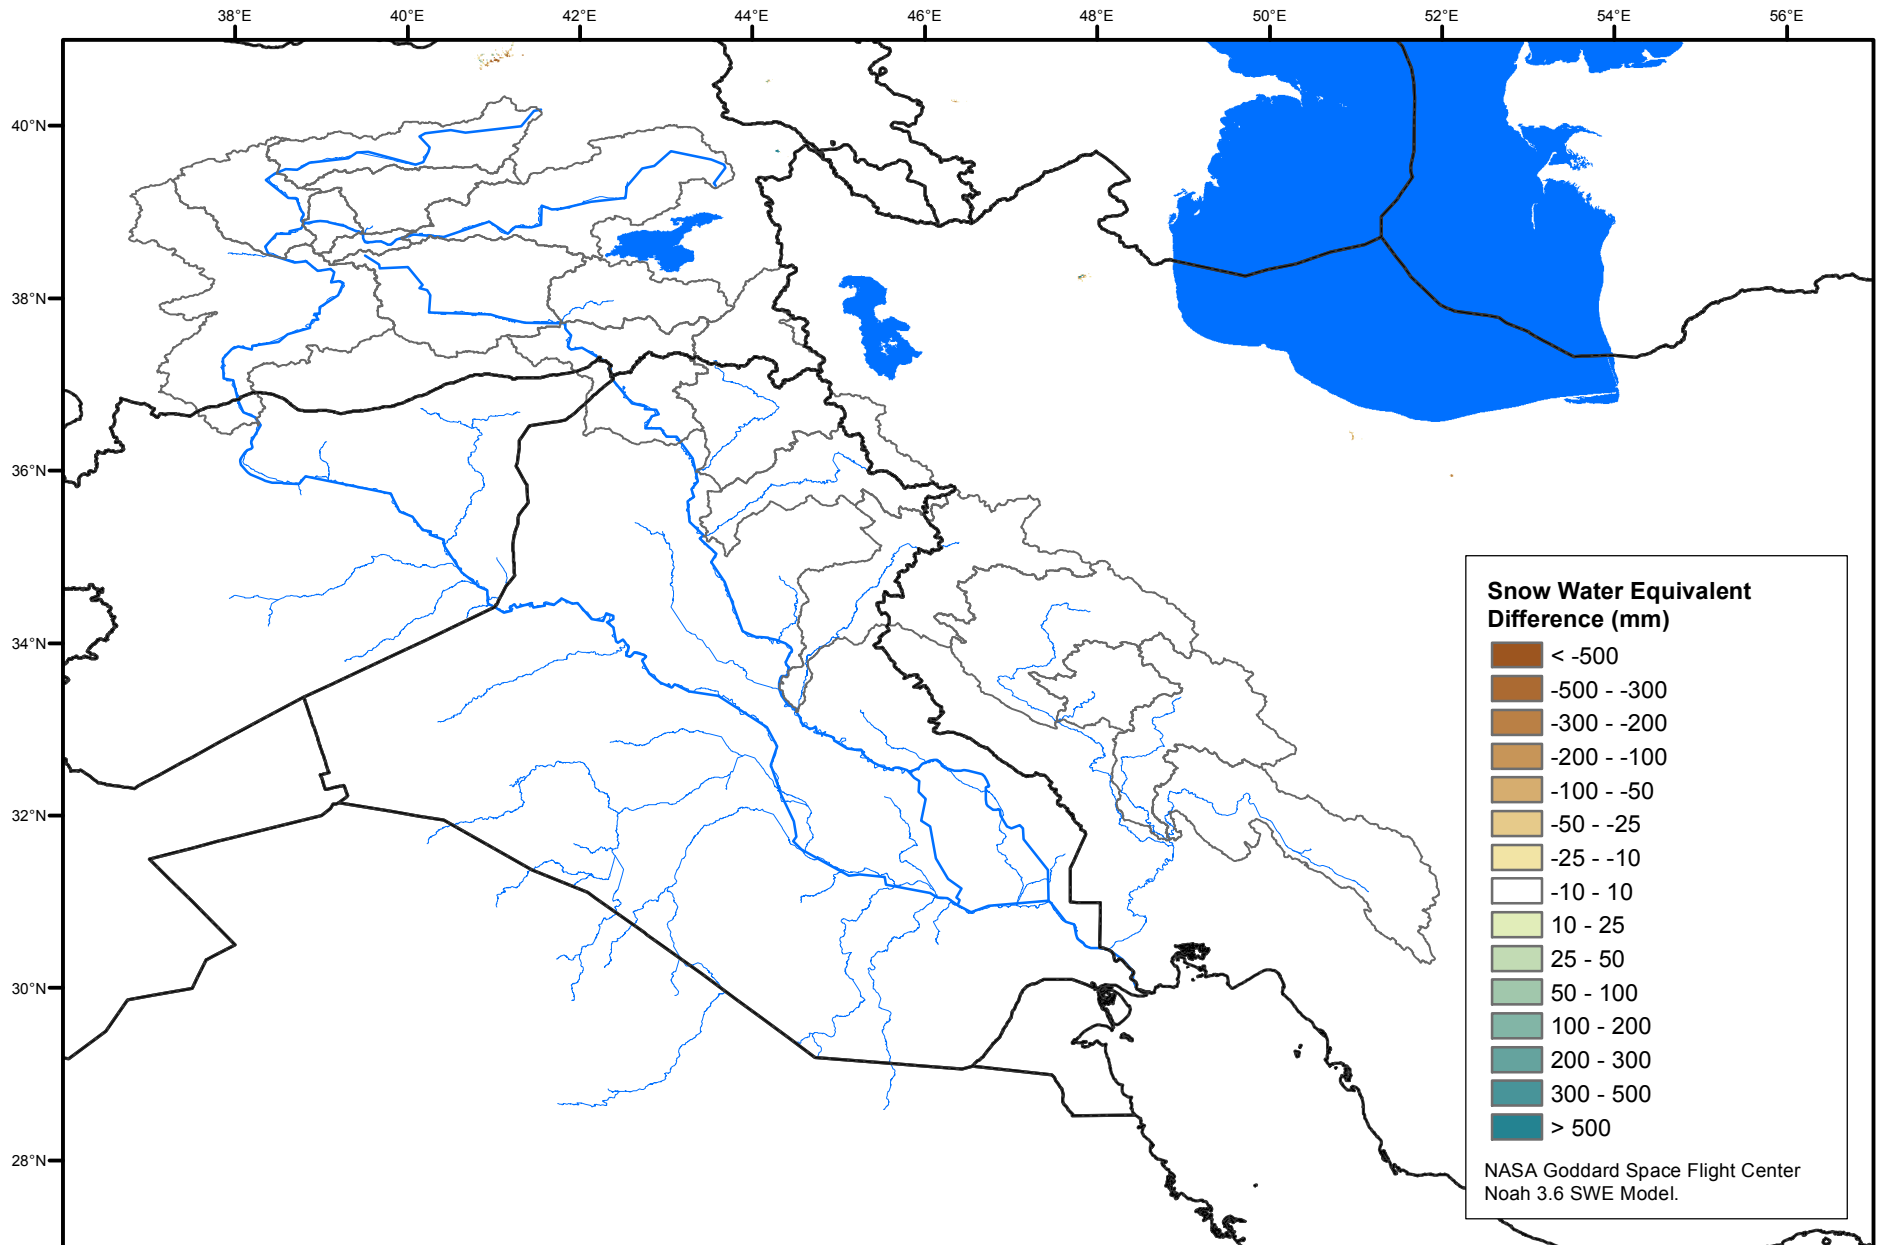 38°E 40°E 42°E 44°E 46°E 48°E 50°E 52°E 54°E 56°E
40°N
38°N
36°N
34°N
32°N
30°N
28°N
Snow Water Equivalent
Difference (mm)
< -500
-500 - -300
-300 - -200
-200 - -100
-100 - -50
-50 - -25
-25 - -10
-10 - 10
10 - 25
25 - 50
50 - 100
100 - 200
200 - 300
300 - 500
> 500
NASA Goddard Space Flight Center
Noah 3.6 SWE Model.